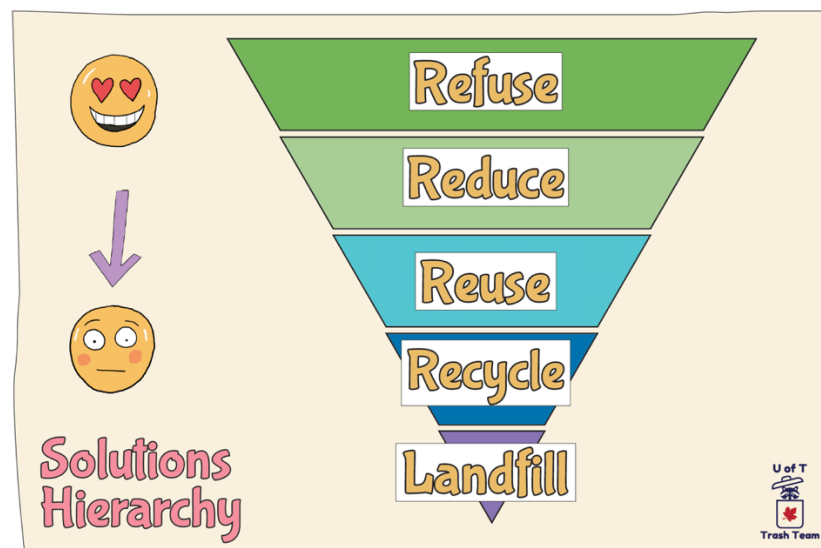 Refuse
Reduce
Reuse
Recycle
Landfill
Solutions
Hierarchy
U of T
Trash Team